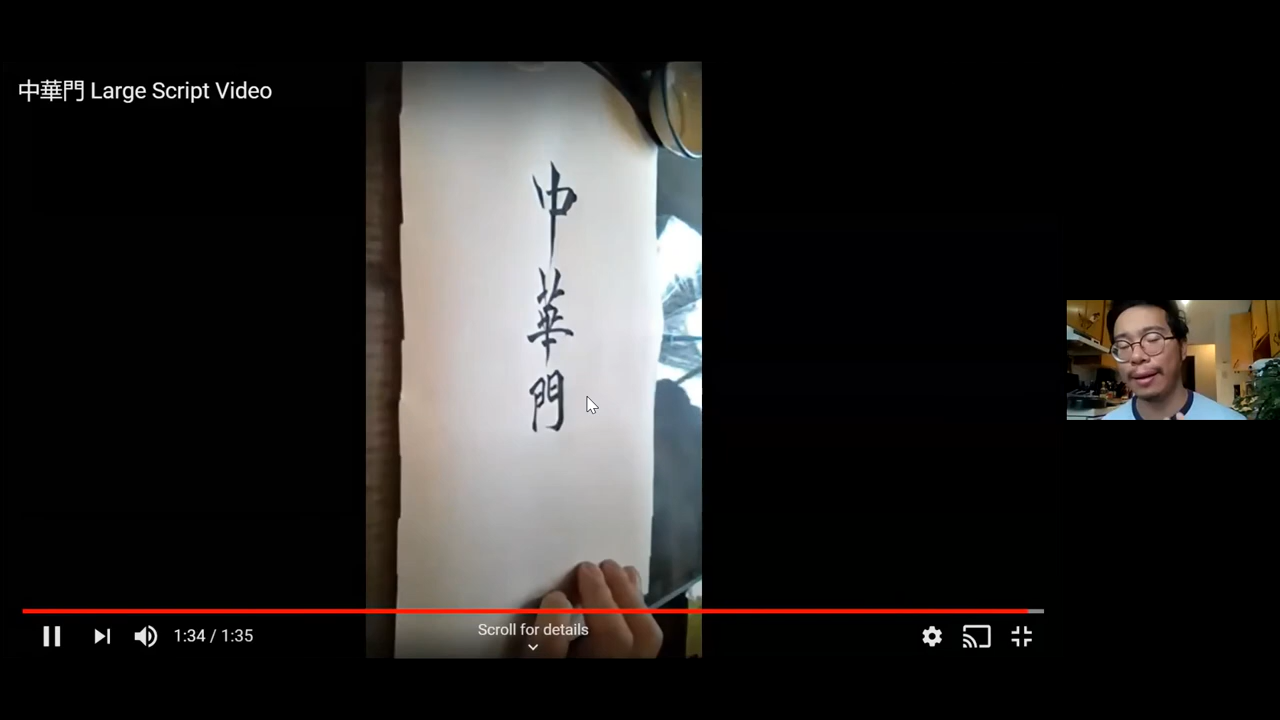 中華門 Large Script Video
中華門
Scroll for details
1:34 / 1:35